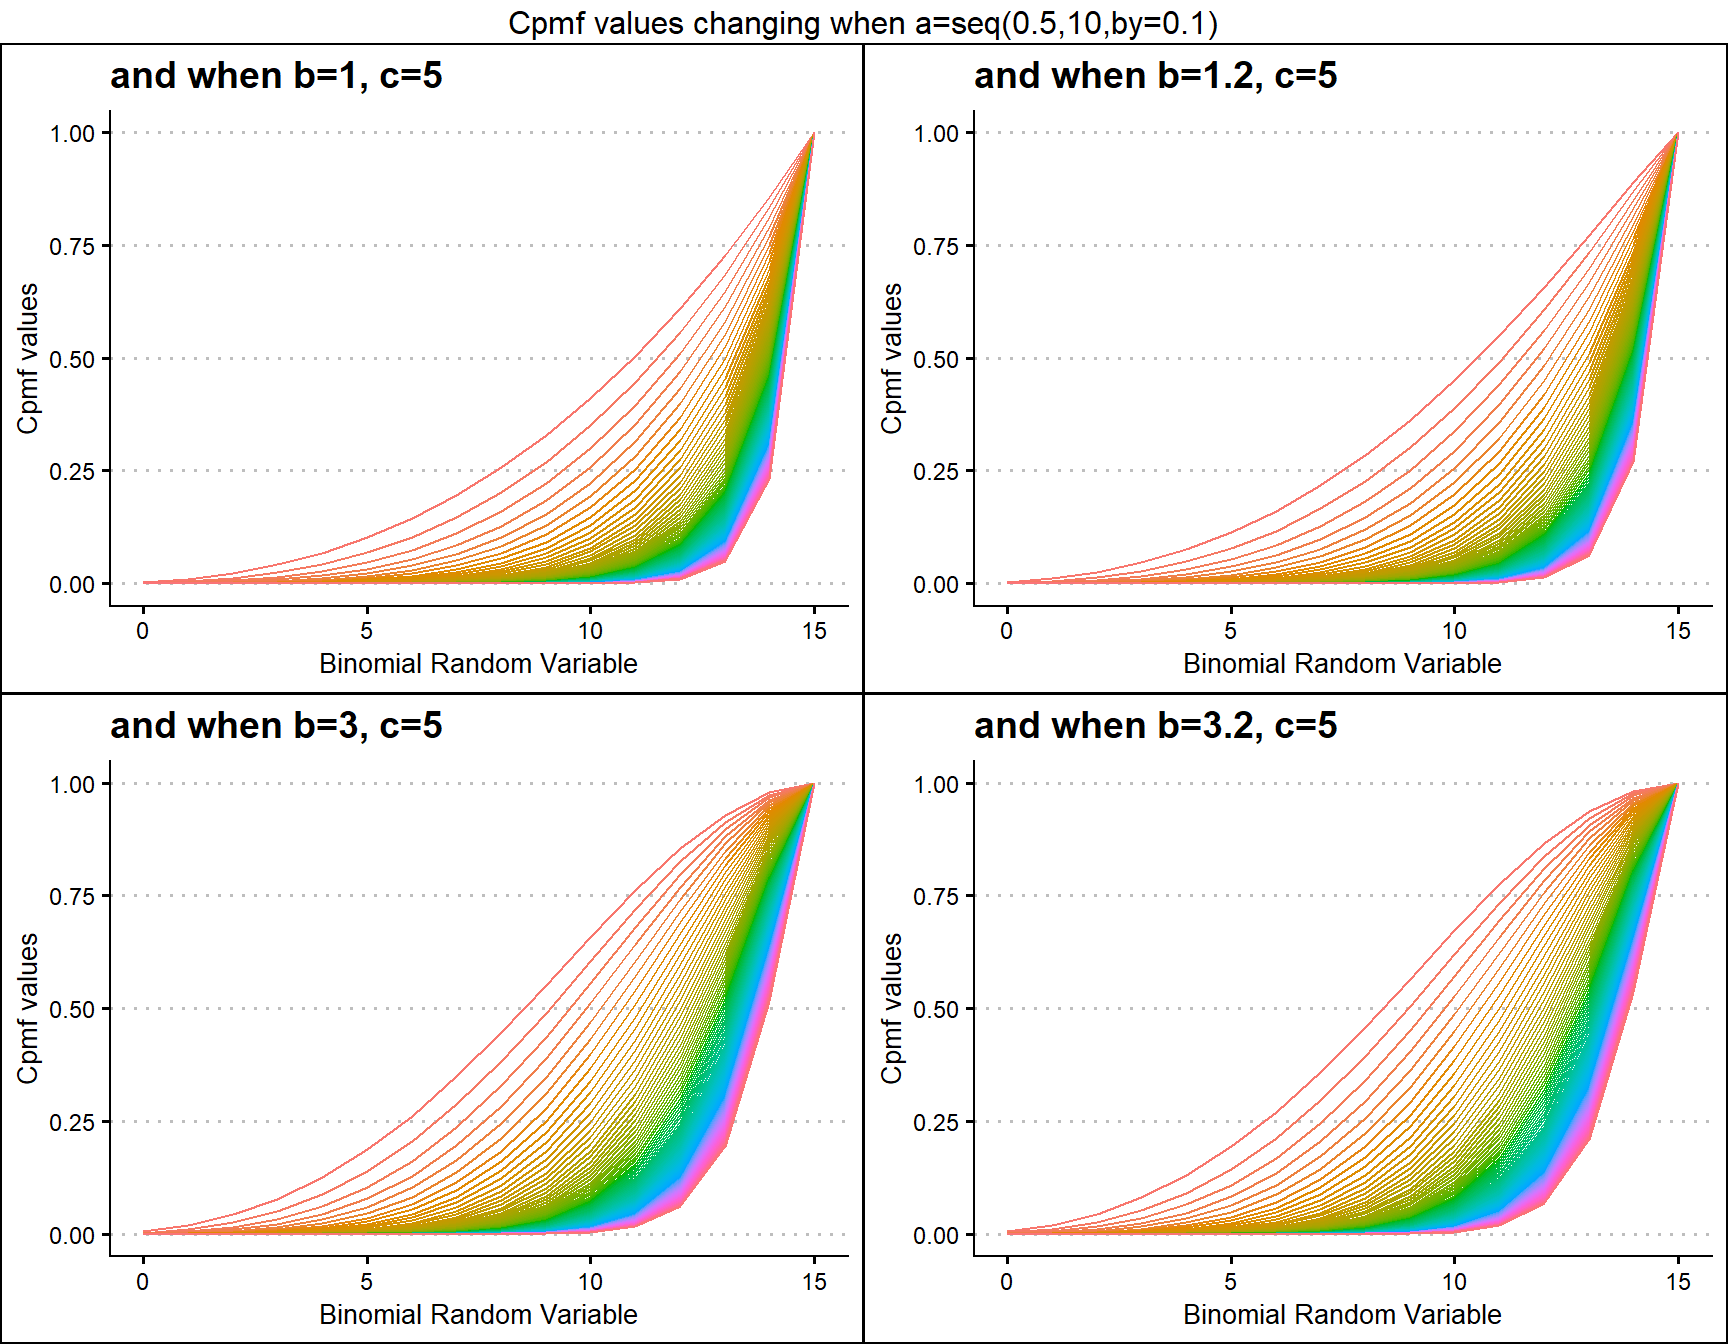 Cpmf values changing when a=seq(0.5,10,by=0.1)
and when b=1, c=5
Cpmf values
1.00
0.75
0.50
0.25
0.00
0 5 10 15
Binomial Random Variable
and when b=1.2, c=5
Cpmf values
1.00
0.75
0.50
0.25
0.00
0 5 10 15
Binomial Random Variable
and when b=3, c=5
Cpmf values
1.00
0.75
0.50
0.25
0.00
0 5 10 15
Binomial Random Variable
and when b=3.2, c=5
Cpmf values
1.00
0.75
0.50
0.25
0.00
0 5 10 15
Binomial Random Variable